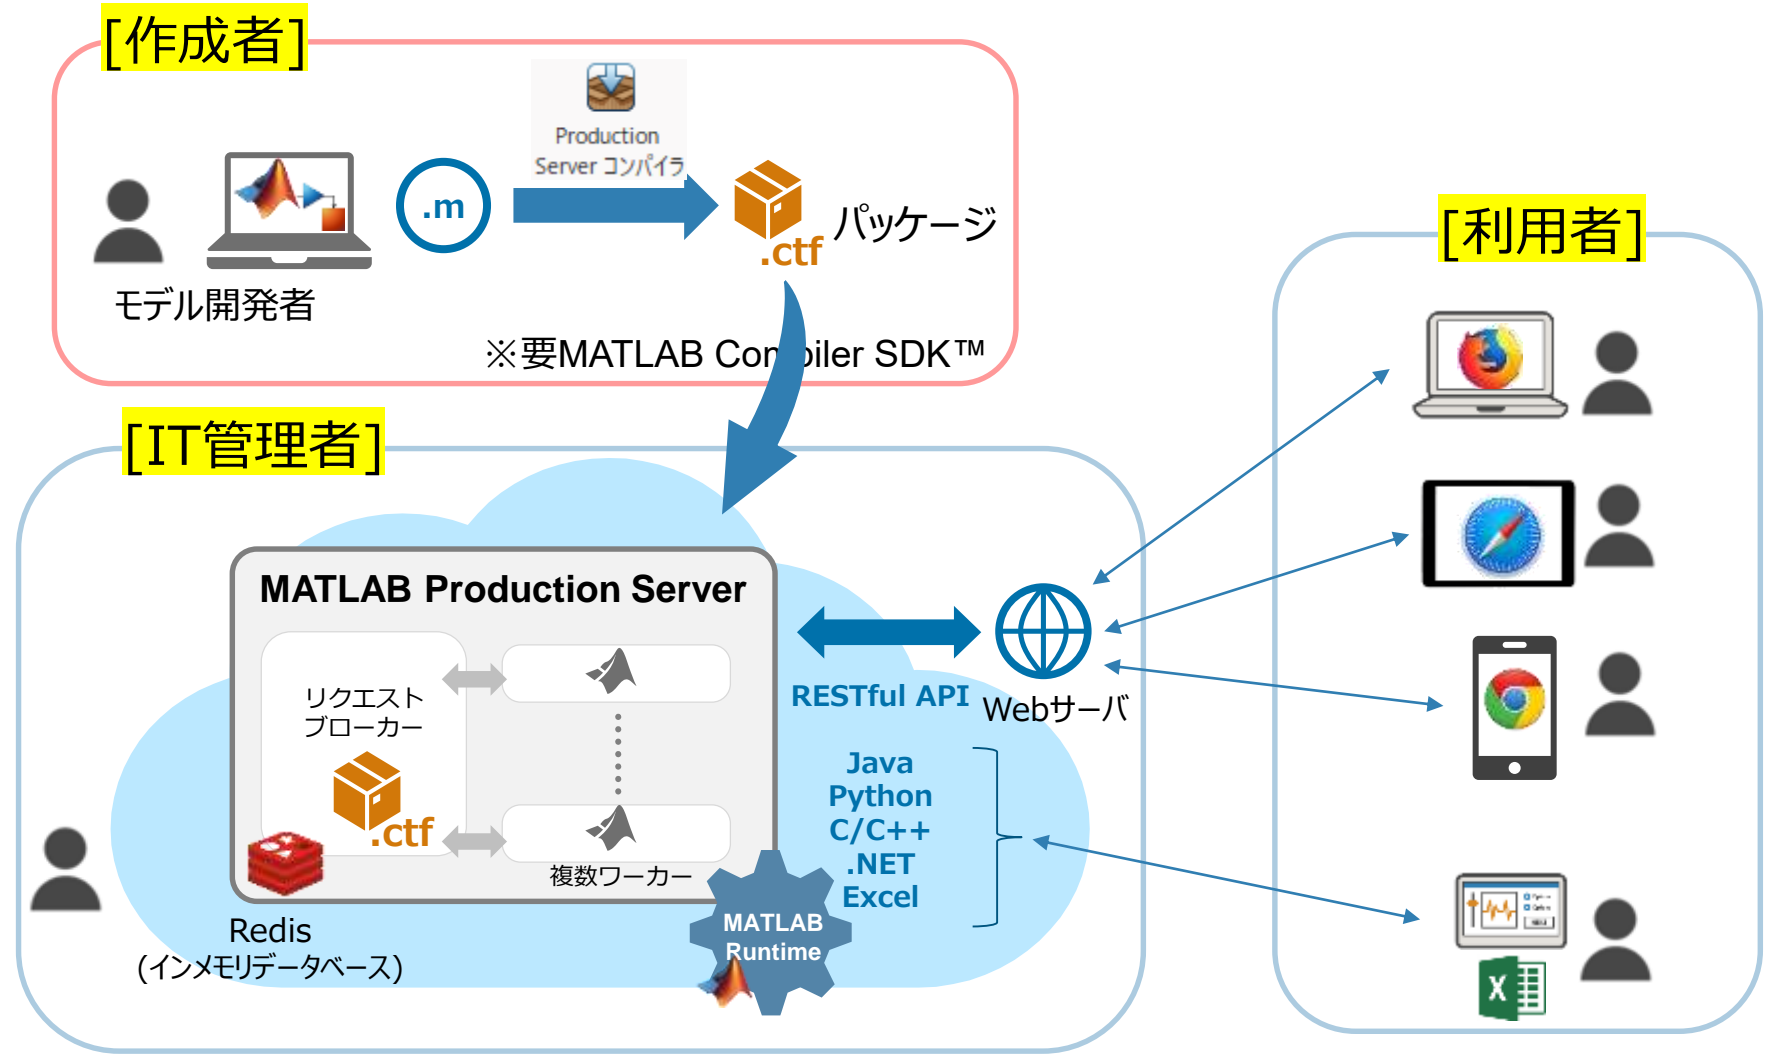 [作成者]
Production
Server コンパイラ
.m
.ctf
パッケージ
モデル開発者
※要MATLAB Compiler SDK™
[IT管理者]
MATLAB Production Server
リクエスト
ブローカー
.ctf
複数ワーカー
Redis
(インメモリデータベース)
MATLAB
Runtime
RESTful API
Webサーバ
Java
Python
C/C++
.NET
Excel
[利用者]
X